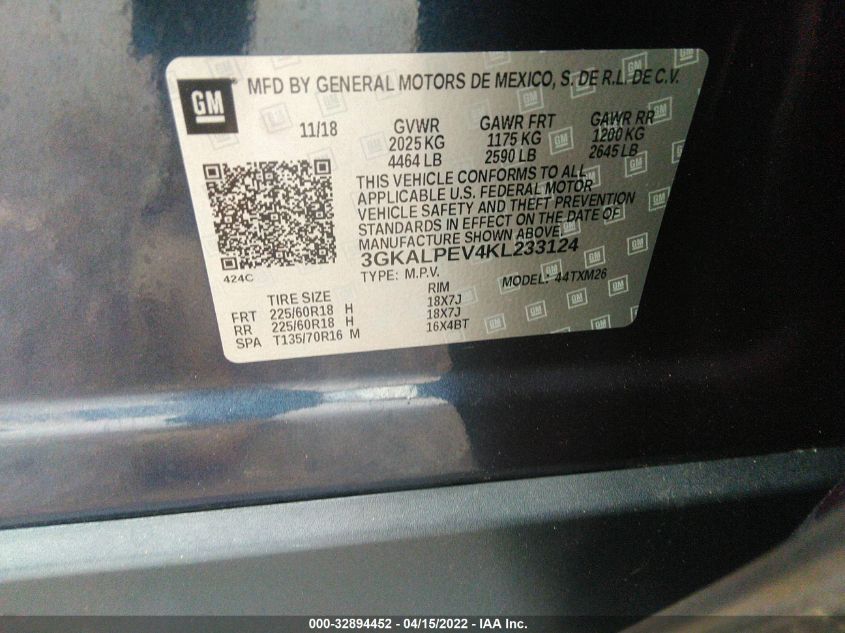 GM MFD BY GENERAL MOTORS DE MEXICO, S. DE R.L. DE C.V.
11/18 GVWR GAWR FRT GAWR RR
2025 KG 1175 KG 1200 KG
4464 LB 2590 LB 2645 LB
THIS VEHICLE CONFORMS TO ALL
APPLICABLE U.S. FEDERAL MOTOR
VEHICLE SAFETY AND THEFT PREVENTION
STANDARDS IN EFFECT ON THE DATE OF
MANUFACTURE SHOWN ABOVE.
3GKALPEV4KL233124
424C TYPE: M.P.V. MODEL: 44TXM26
TIRE SIZE RIM
FRT 225/60R18 H 18X7J
RR 225/60R18 H 18X7J
SPA T135/70R16 M 16X4BT
000-32894452 - 04/15/2022 - IAA Inc.